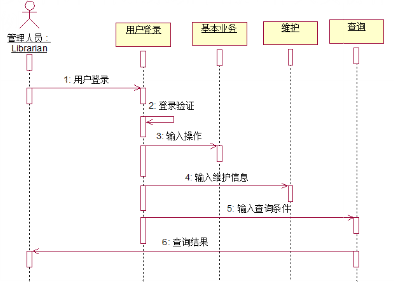 管理人员：
Librarian
用户登录
基本业务
维护
查询
1: 用户登录
2: 登录验证
3: 输入操作
4: 输入维护信息
5: 输入查询条件
6: 查询结果